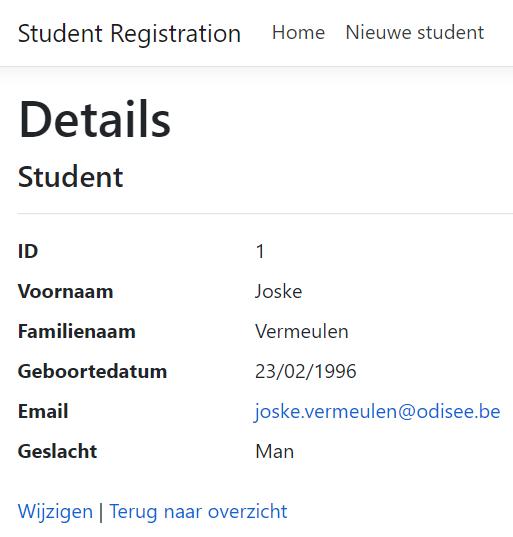 Student Registration Home Nieuwe student
Details
Student
ID 1
Voornaam Joske
Familienaam Vermeulen
Geboortedatum 23/02/1996
Email joske.vermeulen@odisee.be
Geslacht Man
Wijzigen | Terug naar overzicht